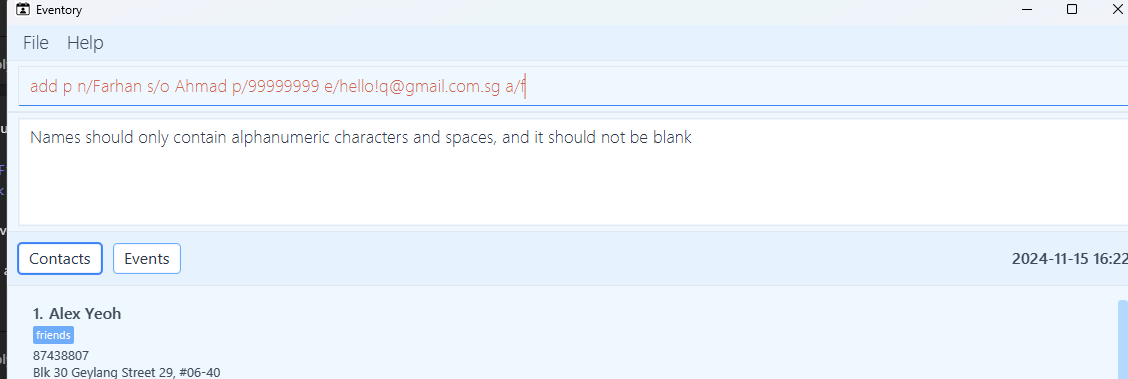 Eventory
File Help
add p n/Farhan s/o Ahmad p/99999999 e/hello!q@gmail.com.sg a/f
Names should only contain alphanumeric characters and spaces, and it should not be blank
Contacts Events 2024-11-15 16:22
1. Alex Yeoh
friends
87438807
Blk 30 Geylang Street 29, #06-40